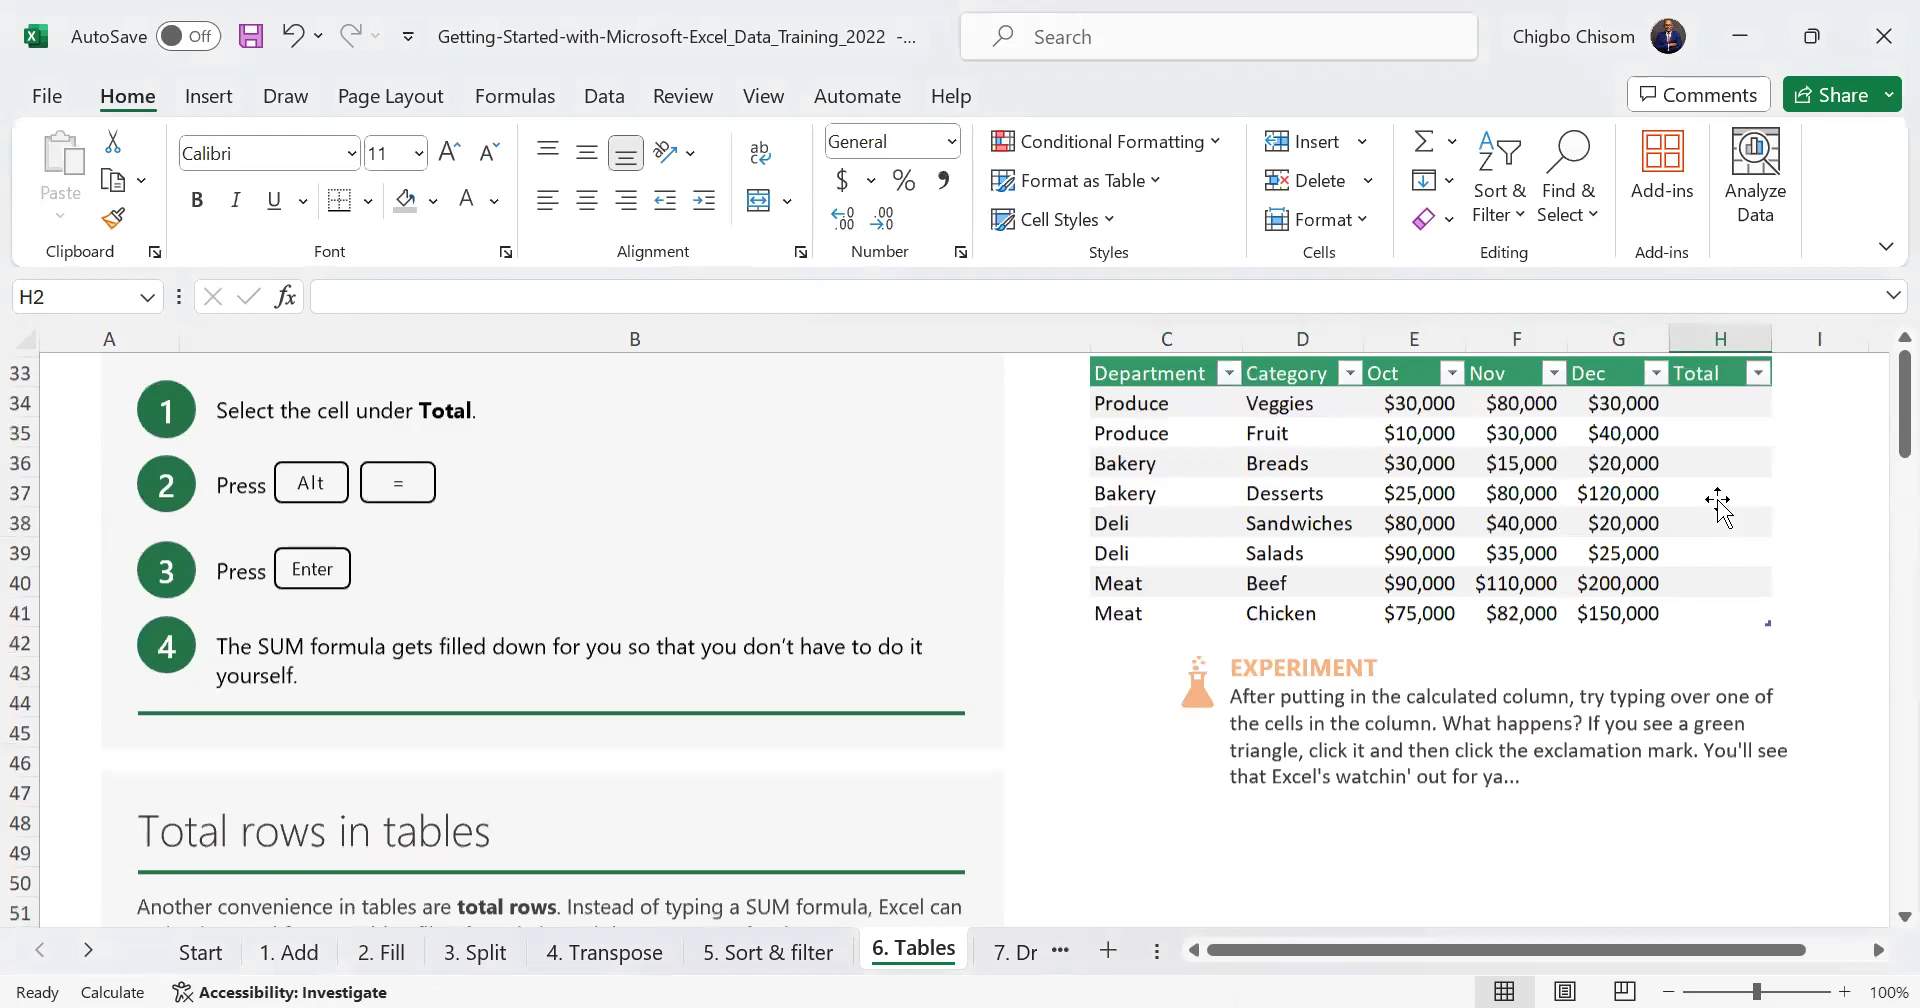 AutoSave Off Getting-Started-with-Microsoft-Excel_Data_Training_2022 -... Search Chigbo Chisom
File Home Insert Draw Page Layout Formulas Data Review View Automate Help Comments Share
Paste Calibri 11 General Conditional Formatting Insert Sort & Filter Find & Select Add-ins Analyze Data
Format as Table Delete
Cell Styles Format
Clipboard Font Alignment Number Styles Cells Editing Add-ins
H2 fx
A B C D E F G H I
33 Department Category Oct Nov Dec Total
34 Produce Veggies $30,000 $80,000 $30,000
35 Produce Fruit $10,000 $30,000 $40,000
36 Bakery Breads $30,000 $15,000 $20,000
37 Bakery Desserts $25,000 $80,000 $120,000
38 Deli Sandwiches $80,000 $40,000 $20,000
39 Deli Salads $90,000 $35,000 $25,000
40 Meat Beef $90,000 $110,000 $200,000
41 Meat Chicken $75,000 $82,000 $150,000
42
43
44
45
46
47
48
49
50
51
1 Select the cell under Total.
2 Press Alt =
3 Press Enter
4 The SUM formula gets filled down for you so that you don't have to do it
yourself.
EXPERIMENT
After putting in the calculated column, try typing over one of
the cells in the column. What happens? If you see a green
triangle, click it and then click the exclamation mark. You'll see
that Excel's watchin' out for ya...
Total rows in tables
Another convenience in tables are total rows. Instead of typing a SUM formula, Excel can
Start 1. Add 2. Fill 3. Split 4. Transpose 5. Sort & filter 6. Tables 7. Dr ...
Ready Calculate Accessibility: Investigate 100%